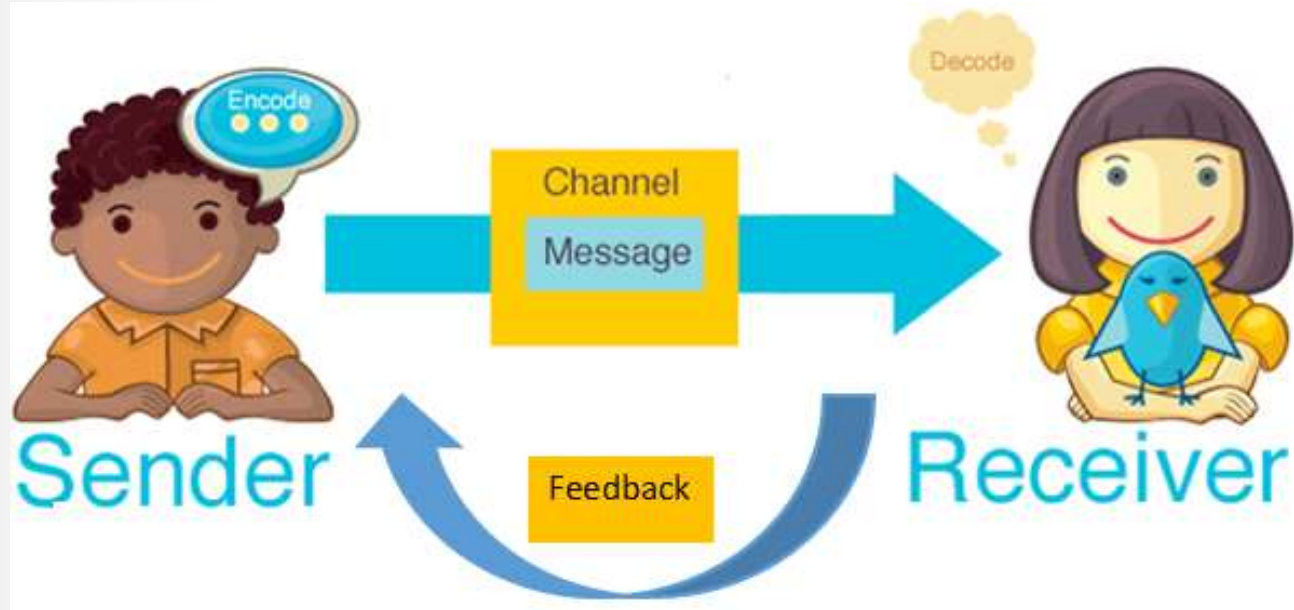 Encode
Decode
Channel
Message
Sender
Feedback
Receiver